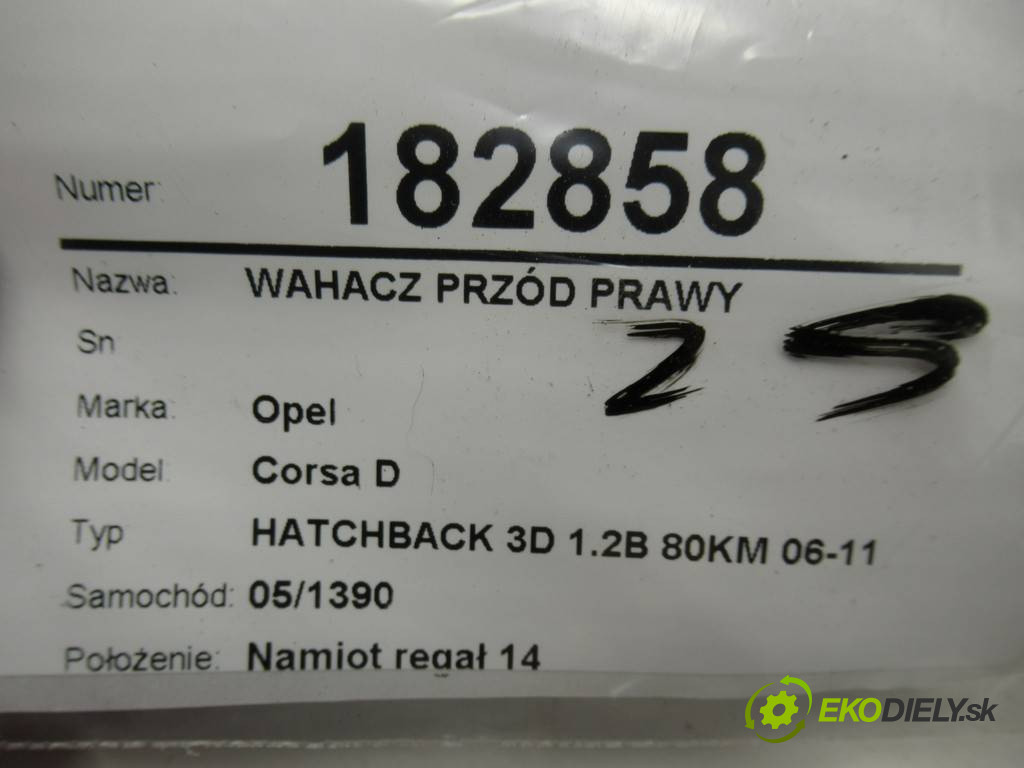 Numer: 182858
Nazwa: WAHACZ PRZÓD PRAWY
Sn
25
Marka: Opel
Model: Corsa D
Typ HATCHBACK 3D 1.2B 80KM 06-11
Samochód: 05/1390
Położenie: Namiot regał 14
EKODIELY.sk